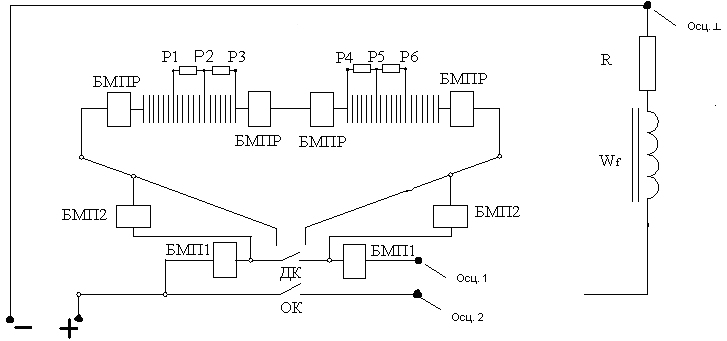 Осц.⊥
P1 P2 P3
P4 P5 P6
R
БМПР
БМПР
БМПР
БМПР
Wf
БМП2
БМП2
БМП1
БМП1
ДК
Осц. 1
ОК
Осц. 2
− +